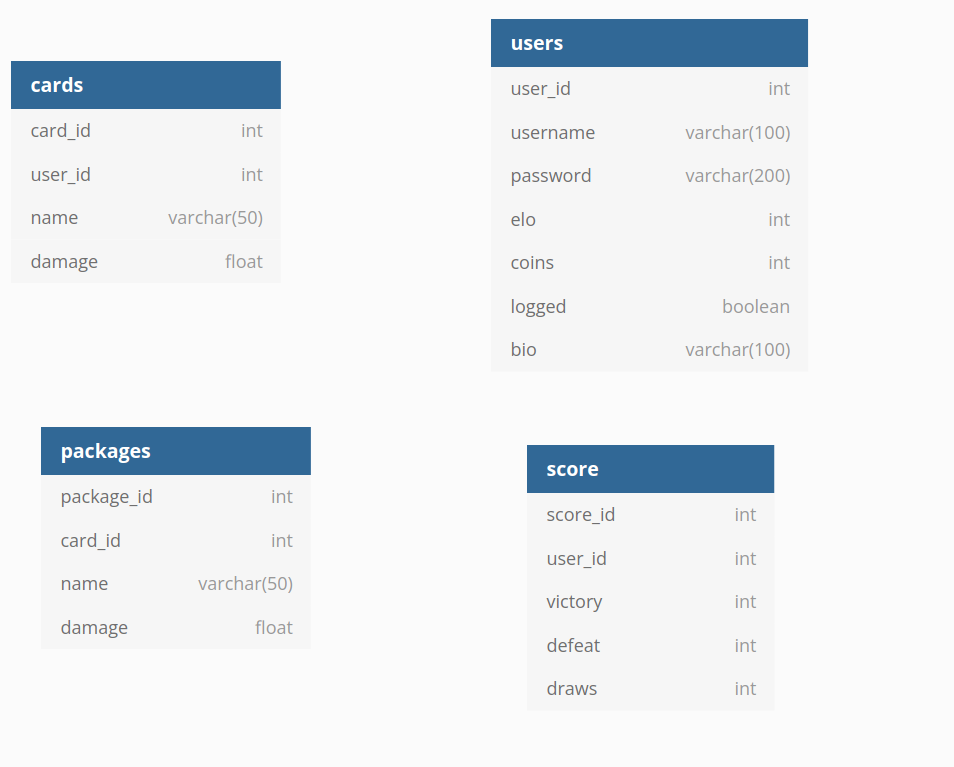 cards
card_id int
user_id int
name varchar(50)
damage float
users
user_id int
username varchar(100)
password varchar(200)
elo int
coins int
logged boolean
bio varchar(100)
packages
package_id int
card_id int
name varchar(50)
damage float
score
score_id int
user_id int
victory int
defeat int
draws int